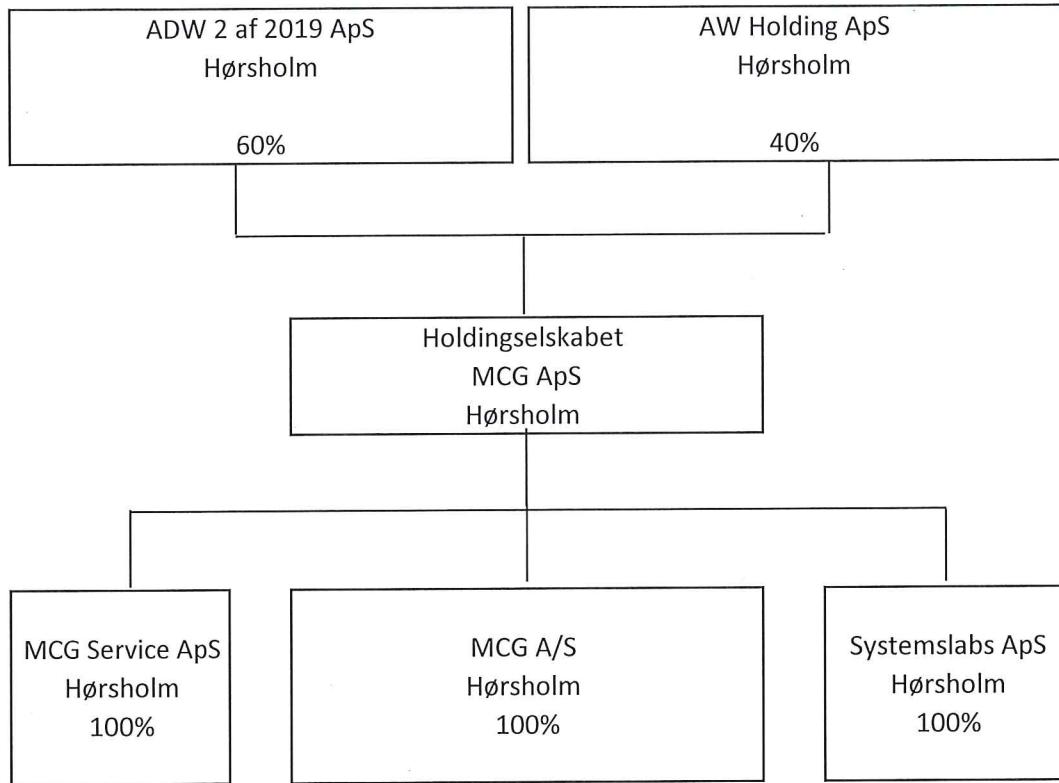 ADW 2 af 2019 ApS
Hørsholm
60%
AW Holding ApS
Hørsholm
40%
Holdingselskabet
MCG ApS
Hørsholm
MCG Service ApS
Hørsholm
100%
MCG A/S
Hørsholm
100%
Systemslabs ApS
Hørsholm
100%